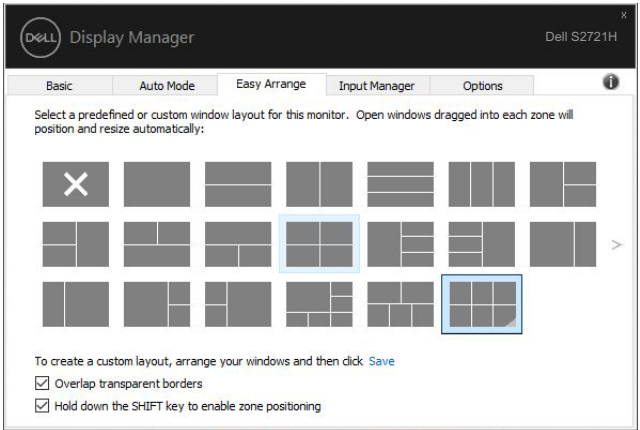 x
DELL Display Manager
Dell S2721H
Basic Auto Mode Easy Arrange Input Manager Options i
Select a predefined or custom window layout for this monitor. Open windows dragged into each zone will
position and resize automatically:
>
To create a custom layout, arrange your windows and then click Save
Overlap transparent borders
Hold down the SHIFT key to enable zone positioning